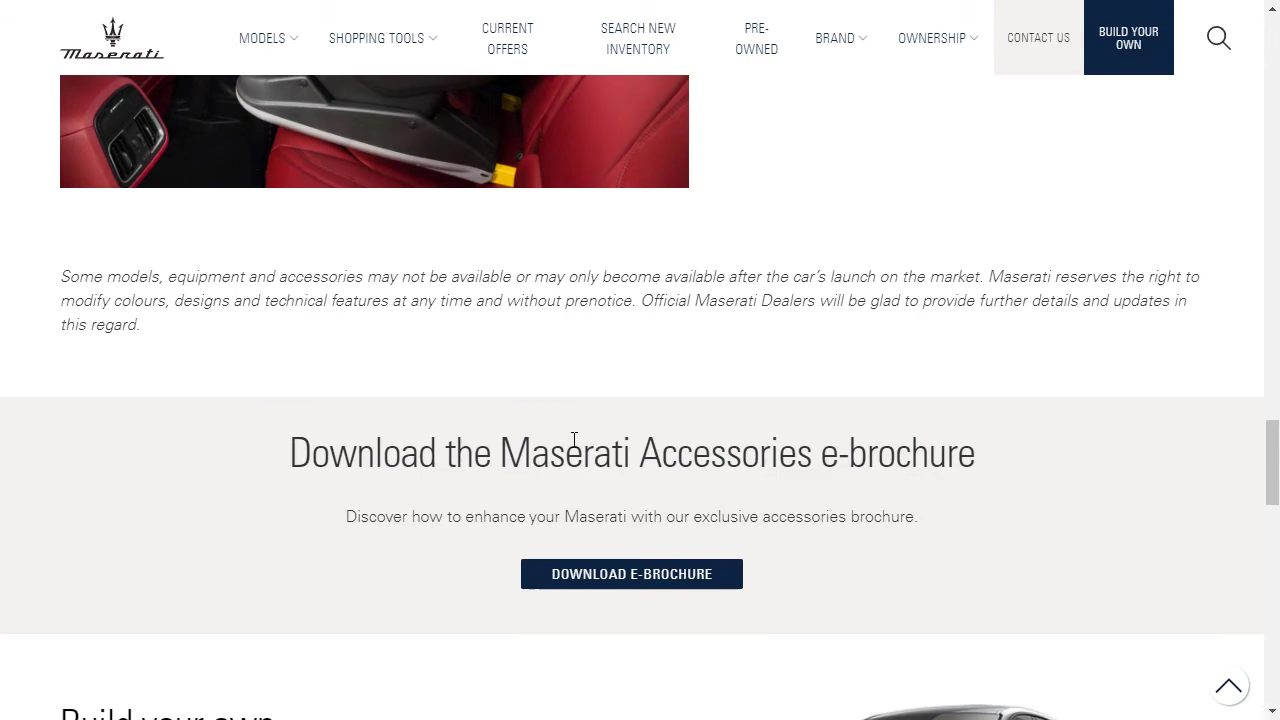 Maserati
MODELS
SHOPPING TOOLS
CURRENT
OFFERS
SEARCH NEW
INVENTORY
PRE-
OWNED
BRAND
OWNERSHIP
CONTACT US
BUILD YOUR
OWN
Some models, equipment and accessories may not be available or may only become available after the car’s launch on the market. Maserati reserves the right to
modify colours, designs and technical features at any time and without prenotice. Official Maserati Dealers will be glad to provide further details and updates in
this regard.
Download the Maserati Accessories e-brochure
Discover how to enhance your Maserati with our exclusive accessories brochure.
DOWNLOAD E-BROCHURE
Build your own